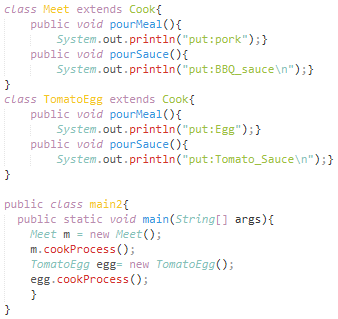 class Meet extends Cook{
    public void pourMeal(){
        System.out.println("put:pork");}
    public void pourSauce(){
        System.out.println("put:BBQ_sauce\n");}
}
class TomatoEgg extends Cook{
    public void pourMeal(){
        System.out.println("put:Egg");}
    public void pourSauce(){
        System.out.println("put:Tomato_Sauce\n");}
}

public class main2{
  public static void main(String[] args){
    Meet m = new Meet();
    m.cookProcess();
    TomatoEgg egg= new TomatoEgg();
    egg.cookProcess();
    }
}